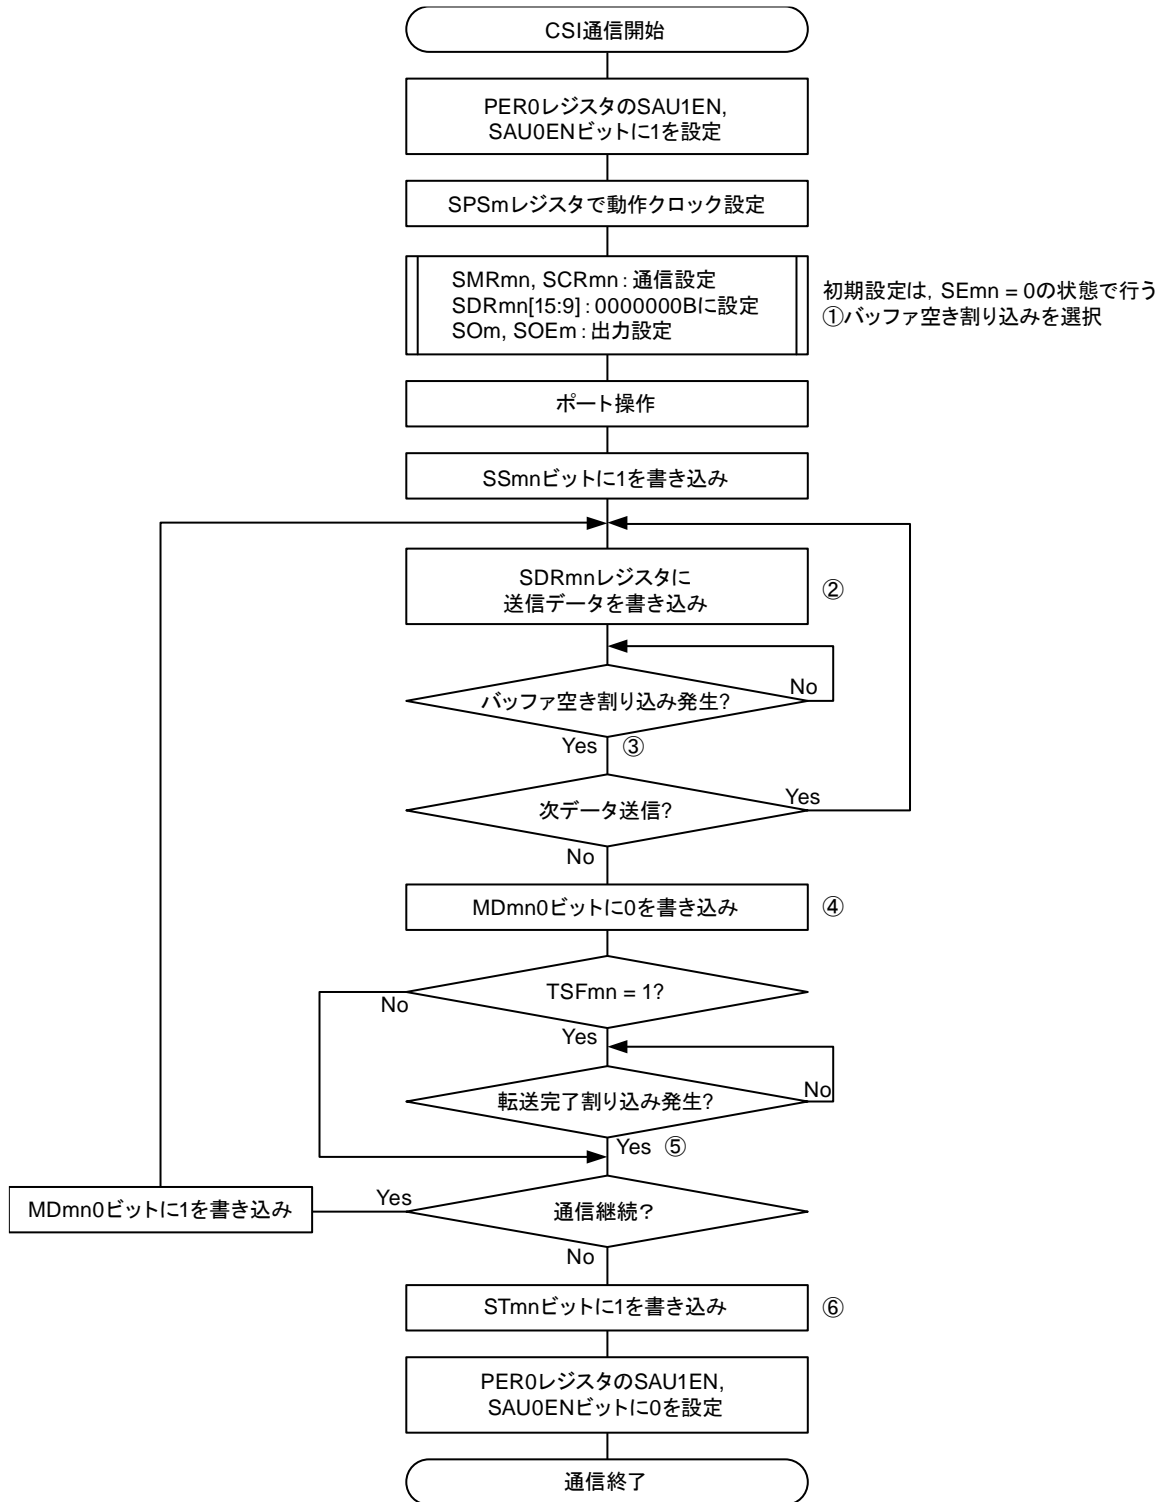 CSI通信開始
PER0レジスタのSAU1EN,
SAU0ENビットに1を設定
SPSmレジスタで動作クロック設定
SMRmn, SCRmn：通信設定
SDRmn[15:9]：0000000Bに設定
SOm, SOEm：出力設定
初期設定は, SEmn = 0の状態で行う
①バッファ空き割り込みを選択
ポート操作
SSmnビットに1を書き込み
SDRmnレジスタに
送信データを書き込み
②
バッファ空き割り込み発生?
No
Yes ③
次データ送信?
Yes
No
MDmn0ビットに0を書き込み
④
TSFmn = 1?
No
Yes
転送完了割り込み発生?
No
Yes ⑤
MDmn0ビットに1を書き込み
Yes
通信継続？
No
STmnビットに1を書き込み
⑥
PER0レジスタのSAU1EN,
SAU0ENビットに0を設定
通信終了